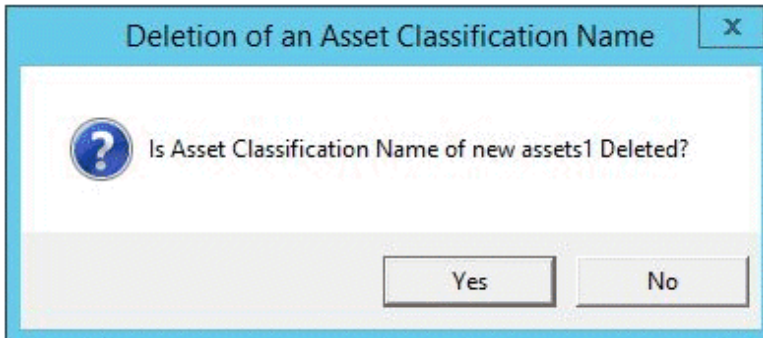 Deletion of an Asset Classification Name
x
? Is Asset Classification Name of new assets1 Deleted?
Yes No